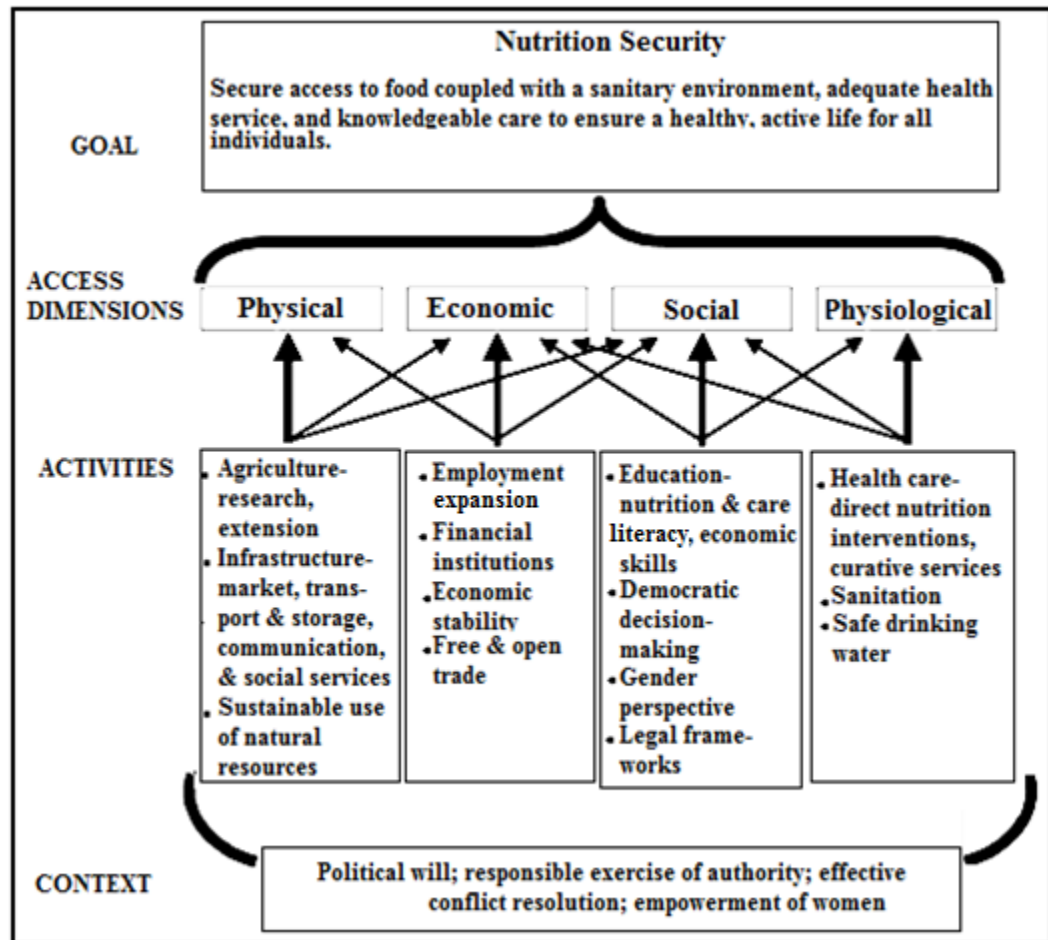 Nutrition Security
Secure access to food coupled with a sanitary environment, adequate health
service, and knowledgeable care to ensure a healthy, active life for all
individuals.
GOAL
ACCESS
DIMENSIONS
Physical
Economic
Social
Physiological
ACTIVITIES
• Agriculture-
research,
extension
• Infrastructure-
market, trans-
port & storage,
communication,
& social services
• Sustainable use
of natural
resources
• Employment
expansion
• Financial
institutions
• Economic
stability
• Free & open
trade
• Education-
nutrition & care
literacy, economic
skills
• Democratic
decision-
making
• Gender
perspective
• Legal frame-
works
• Health care-
direct nutrition
interventions,
curative services
• Sanitation
• Safe drinking
water
CONTEXT
Political will; responsible exercise of authority; effective
conflict resolution; empowerment of women